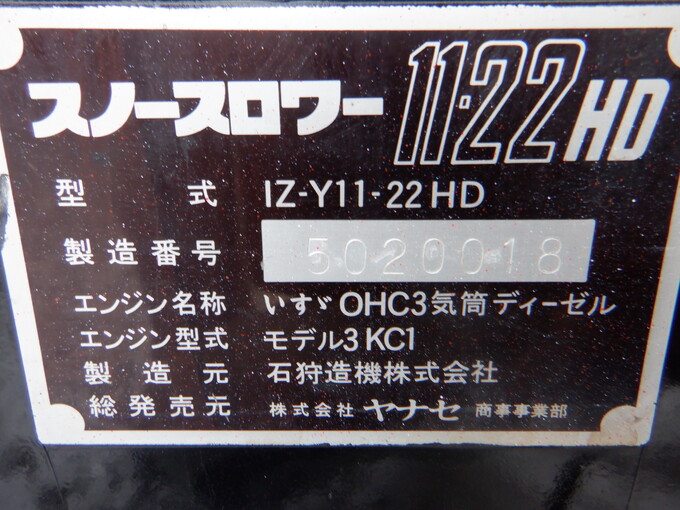 スノースロワー 11・22HD
型式 IZ-Y11-22HD
製造番号 5020018
エンジン名称 いすゞOHC3気筒ディーゼル
エンジン型式 モデル3KC1
製造元 石狩造機株式会社
総発売元 株式会社 ヤナセ 商事事業部